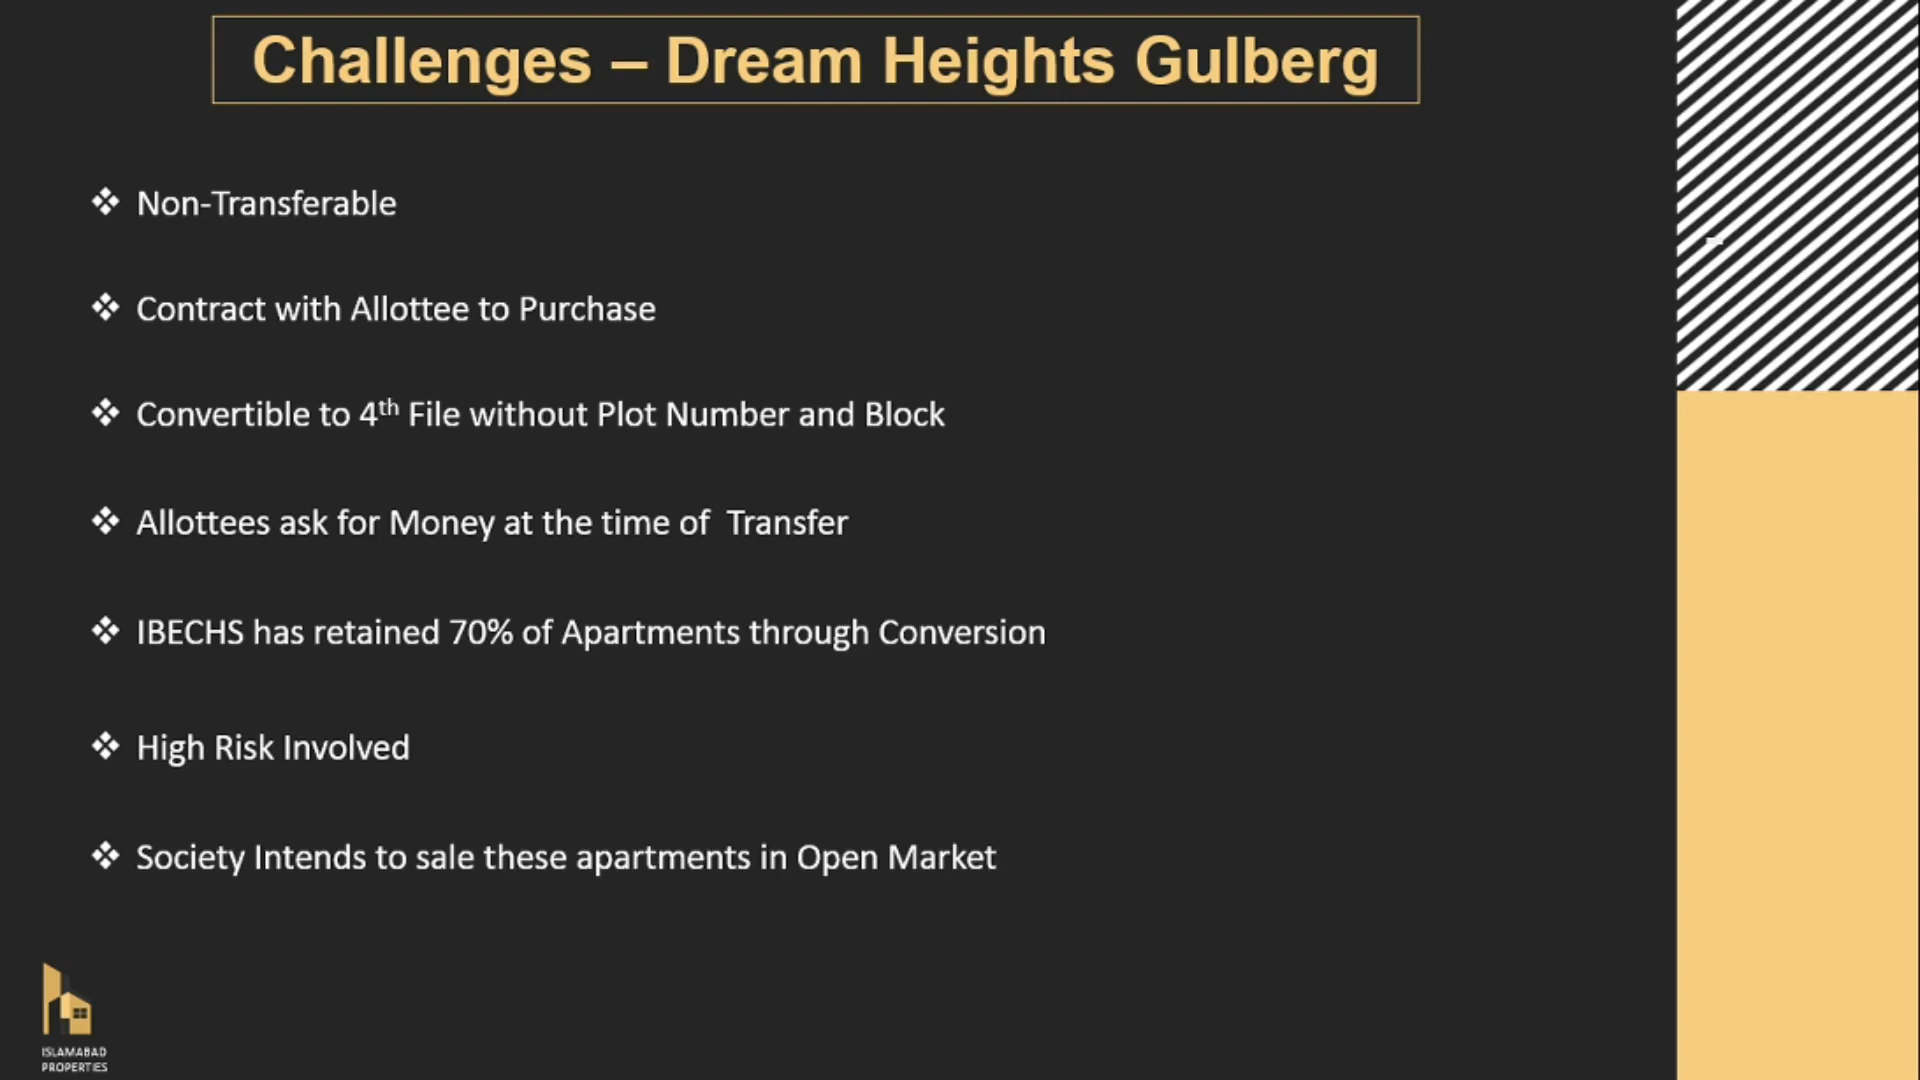 Challenges – Dream Heights Gulberg
❖ Non-Transferable
❖ Contract with Allottee to Purchase
❖ Convertible to 4th File without Plot Number and Block
❖ Allottees ask for Money at the time of  Transfer
❖ IBECHS has retained 70% of Apartments through Conversion
❖ High Risk Involved
❖ Society Intends to sale these apartments in Open Market
ISLAMABAD
PROPERTIES